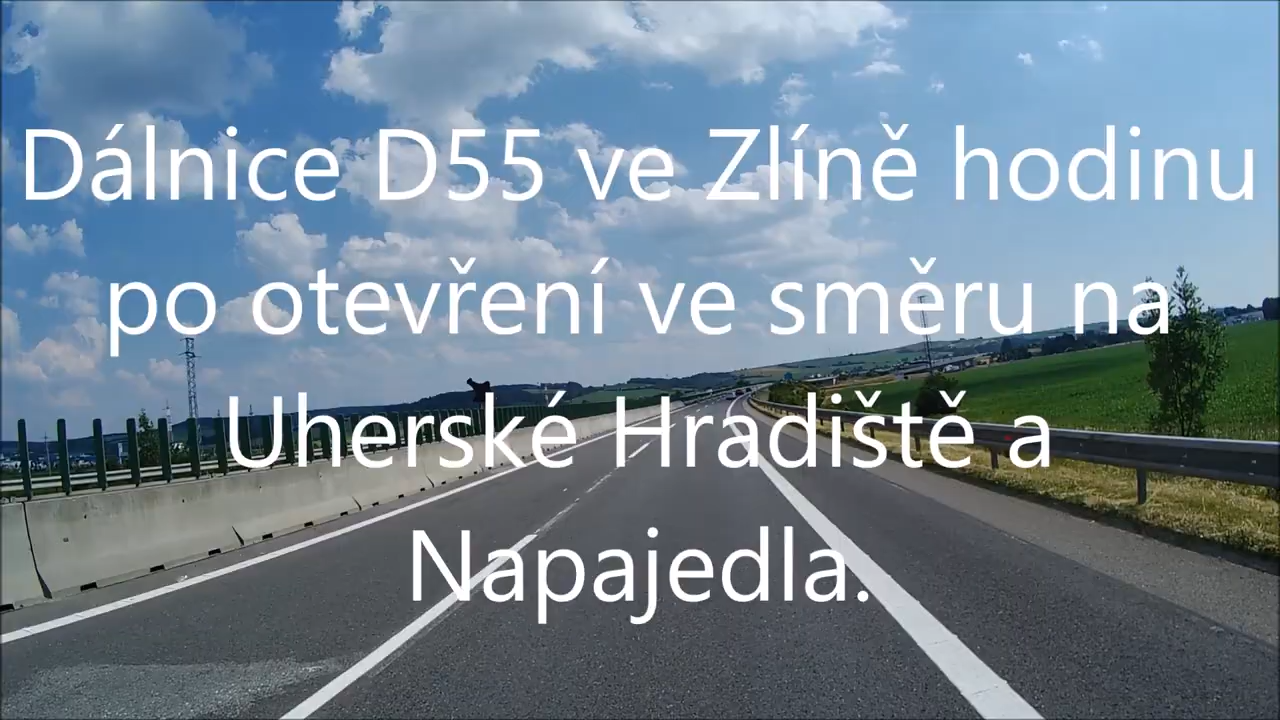 Dálnice D55 ve Zlíně hodinu
po otevření ve směru na
Uherské Hradiště a
Napajedla.